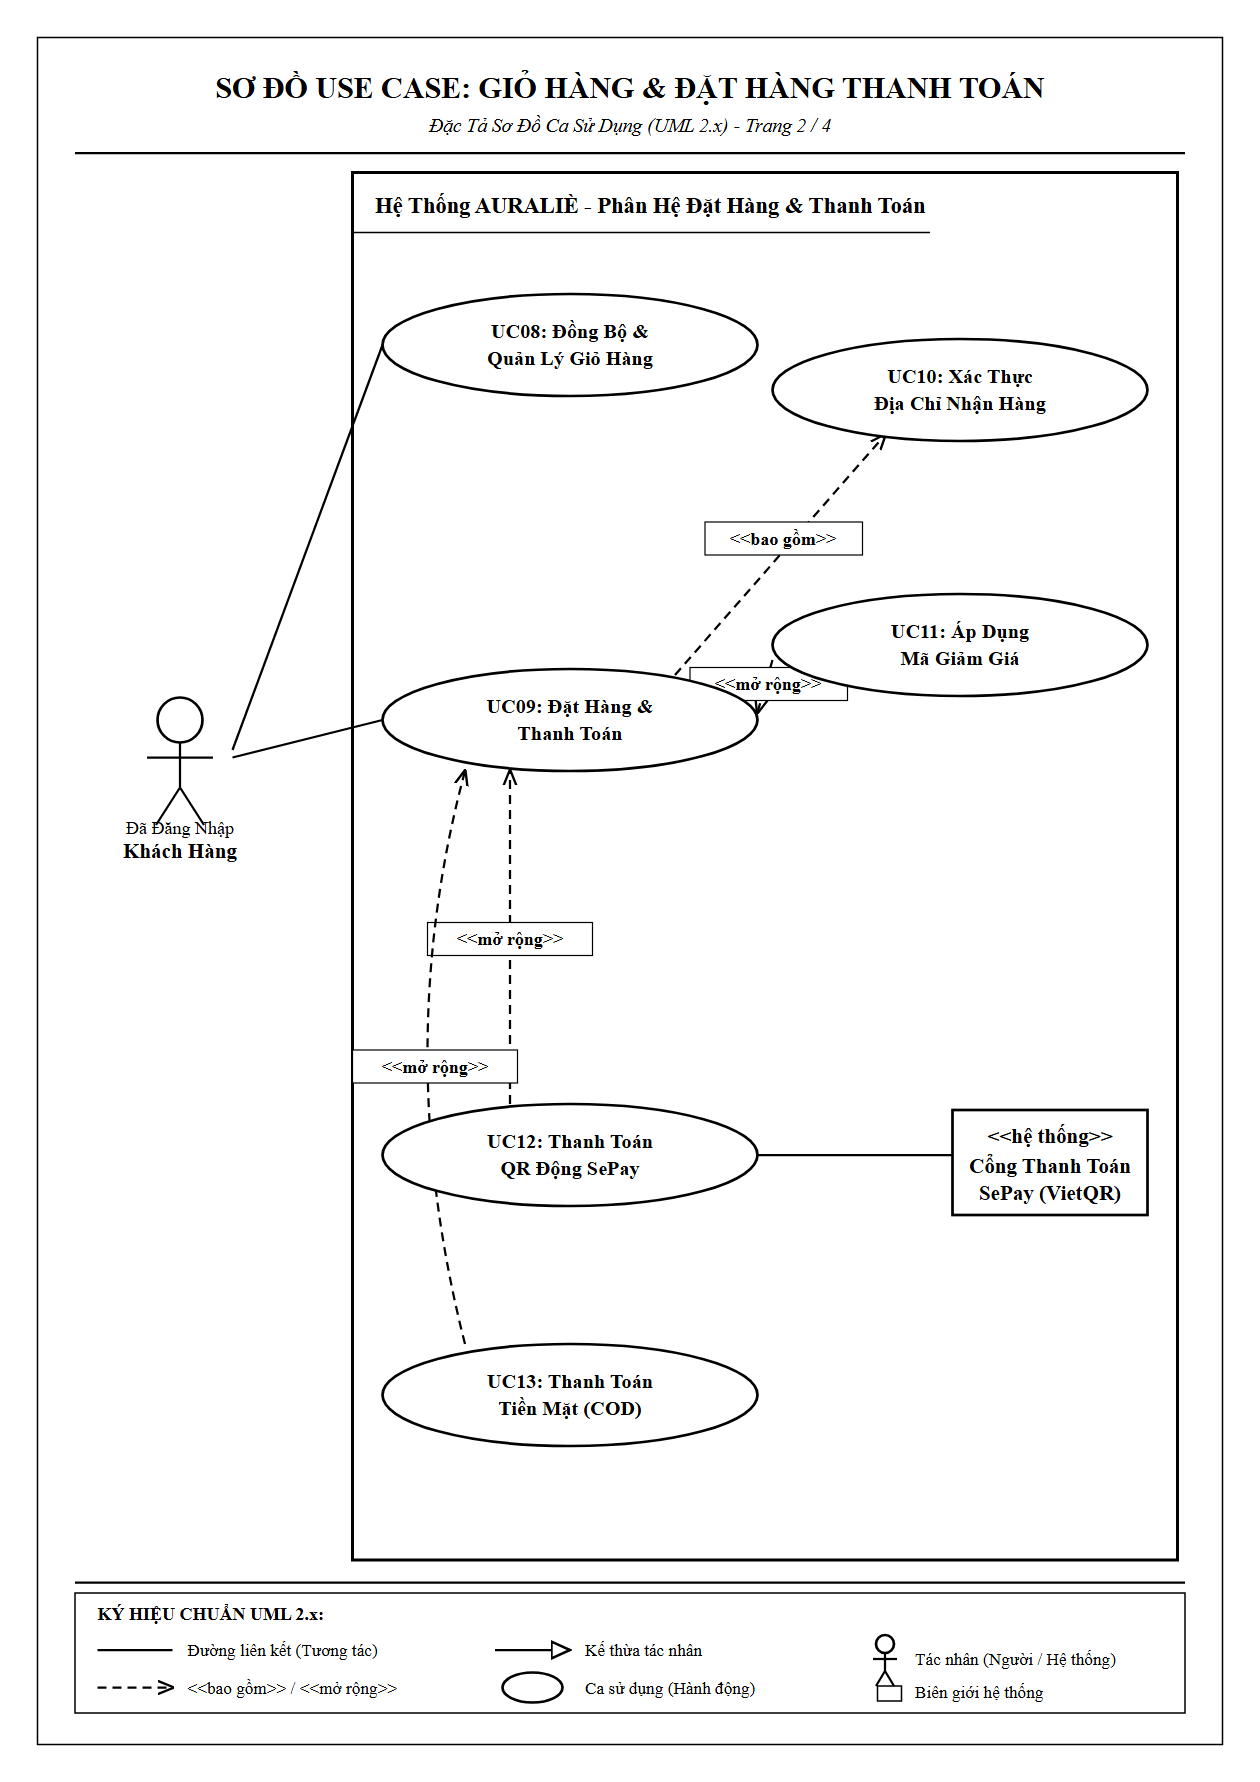 SƠ ĐỒ USE CASE: GIỎ HÀNG & ĐẶT HÀNG THANH TOÁN
Đặc Tả Sơ Đồ Ca Sử Dụng (UML 2.x) - Trang 2 / 4
Hệ Thống AURALIÈ - Phân Hệ Đặt Hàng & Thanh Toán
UC08: Đồng Bộ &
Quản Lý Giỏ Hàng
UC10: Xác Thực
Địa Chỉ Nhận Hàng
<<bao gồm>>
UC11: Áp Dụng
Mã Giảm Giá
<<mở rộng>>
UC09: Đặt Hàng &
Thanh Toán
Đã Đăng Nhập
Khách Hàng
<<mở rộng>>
<<mở rộng>>
UC12: Thanh Toán
QR Động SePay
<<hệ thống>>
Cổng Thanh Toán
SePay (VietQR)
UC13: Thanh Toán
Tiền Mặt (COD)
KÝ HIỆU CHUẨN UML 2.x:
Đường liên kết (Tương tác)
Kế thừa tác nhân
Tác nhân (Người / Hệ thống)
<<bao gồm>> / <<mở rộng>>
Ca sử dụng (Hành động)
Biên giới hệ thống